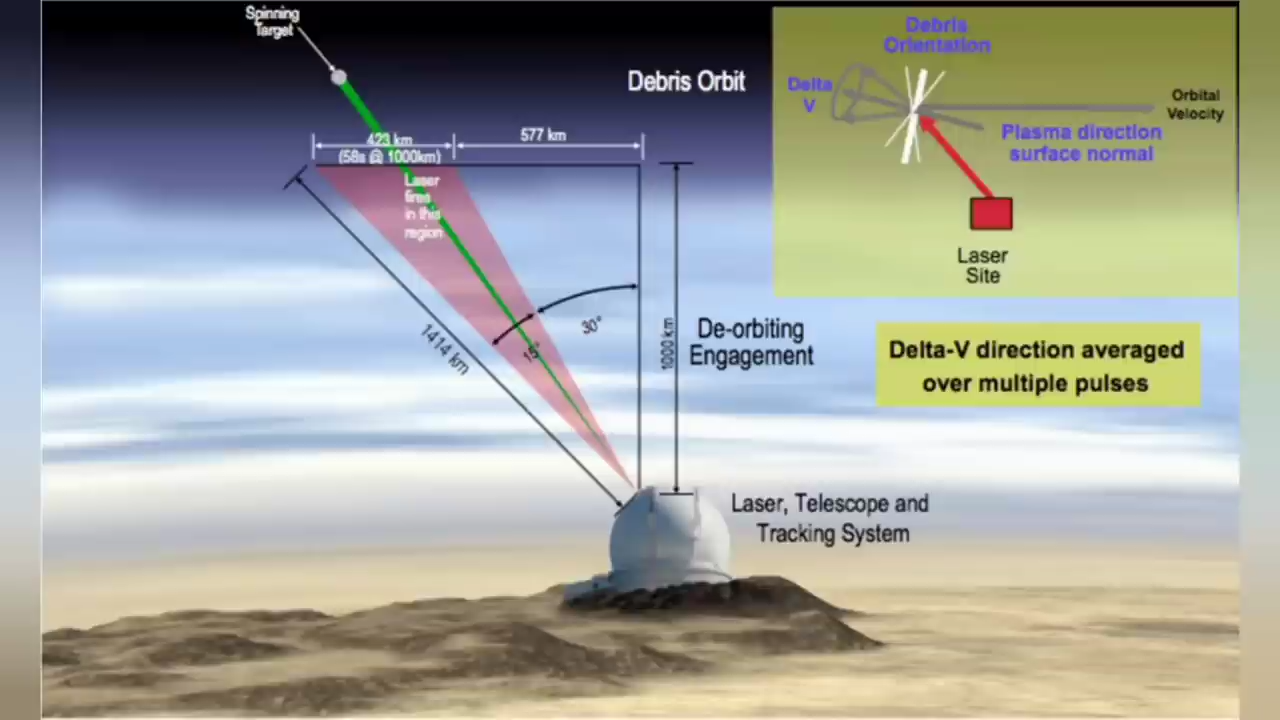 Spinning
Target
Debris Orbit
423 km
(58s @ 1000km)
577 km
Laser
fires
in this
region
1414 km
15°
30°
1000 km
De-orbiting
Engagement
Laser, Telescope and
Tracking System
Debris
Orientation
Delta
V
Orbital
Velocity
Plasma direction
surface normal
Laser
Site
Delta-V direction averaged
over multiple pulses